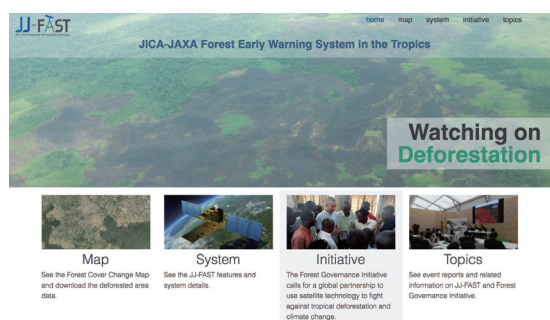 JJ-FAST
home map system initiative topics
JICA-JAXA Forest Early Warning System in the Tropics
Watching on
Deforestation
Map
See the Forest Cover Change Map
and download the deforested area
data.
System
See the JJ-FAST features and
system details.
Initiative
The Forest Governance Initiative
calls for a global partnership to
use satellite technology to fight
against tropical deforestation and
climate change.
Topics
See event reports and related
information on JJ-FAST and Forest
Governance Initiative.